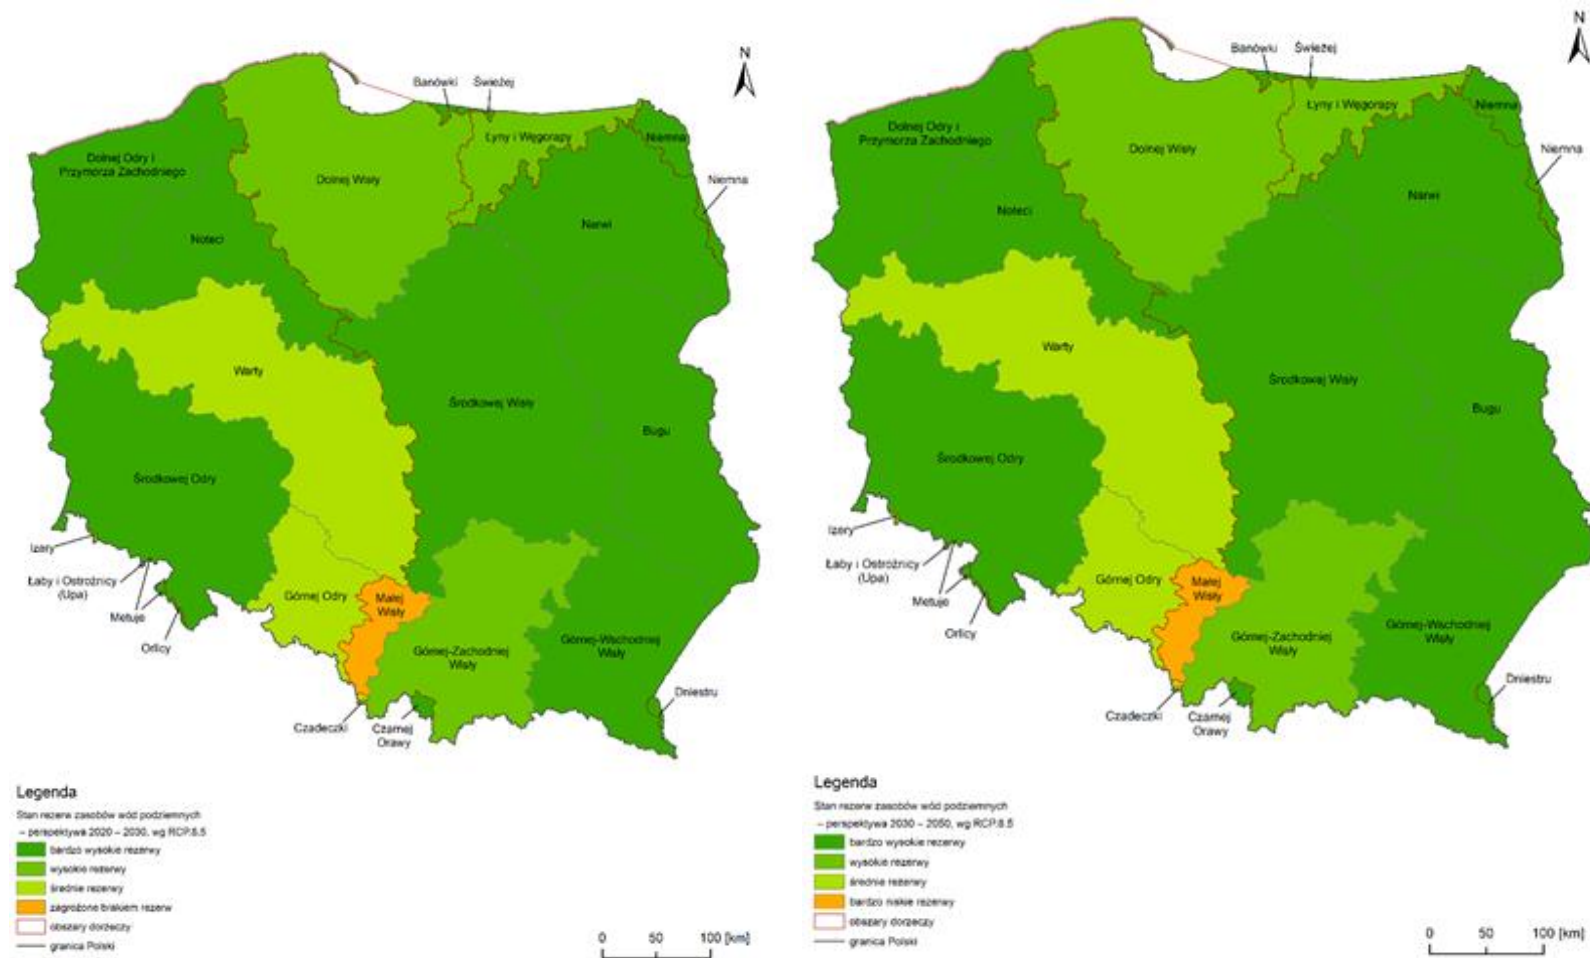 N
Banówki
Świeżej
Łyny i Węgorapy
Niemna
Dolnej Odry i
Przymorza Zachodniego
Dolnej Wisły
Niemna
Narwi
Noteci
Warty
Środkowej Wisły
Bugu
Środkowej Odry
Izery
Łaby i Ostrożnicy
(Upa)
Metuje
Orlicy
Górnej Odry
Małej
Wisły
Górnej-Zachodniej
Wisły
Górnej-Wschodniej
Wisły
Dniestru
Czadeczki
Czarnej
Orawy
Legenda
Stan rezerw zasobów wód podziemnych
– perspektywa 2020 – 2030, wg RCP.8.5
bardzo wysokie rezerwy
wysokie rezerwy
średnie rezerwy
zagrożone brakiem rezerw
obszary dorzeczy
granica Polski
0 50 100 [km]
N
Banówki
Świeżej
Łyny i Węgorapy
Niemna
Dolnej Odry i
Przymorza Zachodniego
Dolnej Wisły
Niemna
Narwi
Noteci
Warty
Środkowej Wisły
Bugu
Środkowej Odry
Izery
Łaby i Ostrożnicy
(Upa)
Metuje
Orlicy
Górnej Odry
Małej
Wisły
Górnej-Zachodniej
Wisły
Górnej-Wschodniej
Wisły
Dniestru
Czadeczki
Czarnej
Orawy
Legenda
Stan rezerw zasobów wód podziemnych
– perspektywa 2030 – 2050, wg RCP.8.5
bardzo wysokie rezerwy
wysokie rezerwy
średnie rezerwy
bardzo niskie rezerwy
obszary dorzeczy
granica Polski
0 50 100 [km]